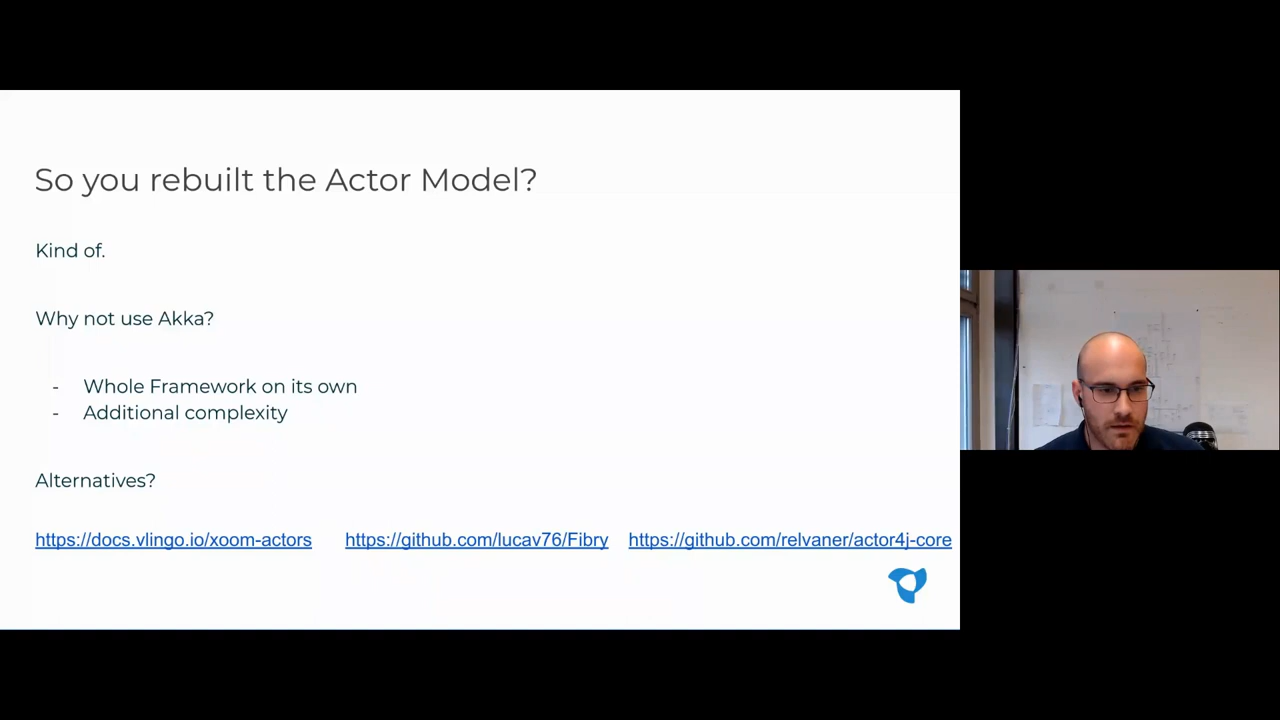 So you rebuilt the Actor Model?
Kind of.
Why not use Akka?
- Whole Framework on its own
- Additional complexity
Alternatives?
https://docs.vlingo.io/xoom-actors https://github.com/lucav76/Fibry https://github.com/relvaner/actor4j-core